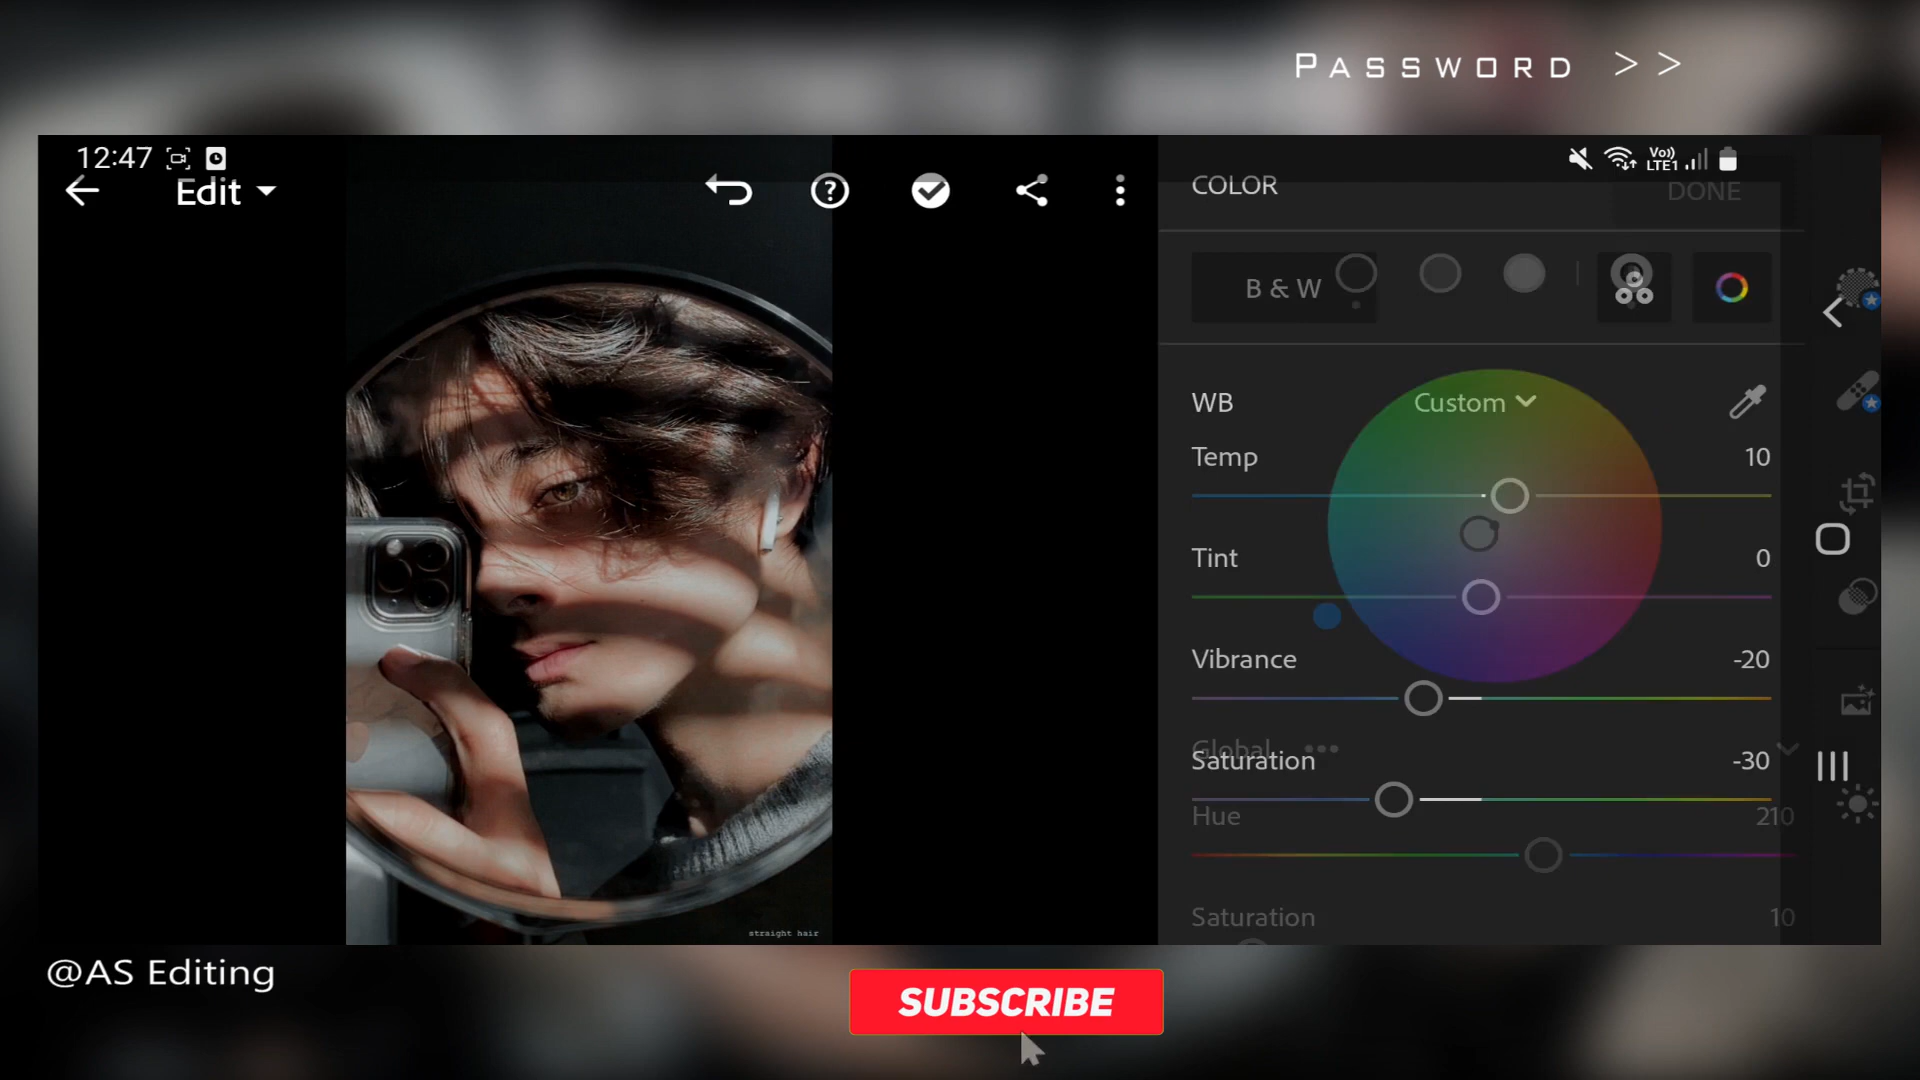 PASSWORD >>
12:47
Vo)) LTE1
Edit
COLOR
DONE
B & W
WB
Custom
Temp
10
Tint
0
Vibrance
-20
Global
Saturation
-30
Hue
210
Saturation
10
straight hair
@AS Editing
SUBSCRIBE